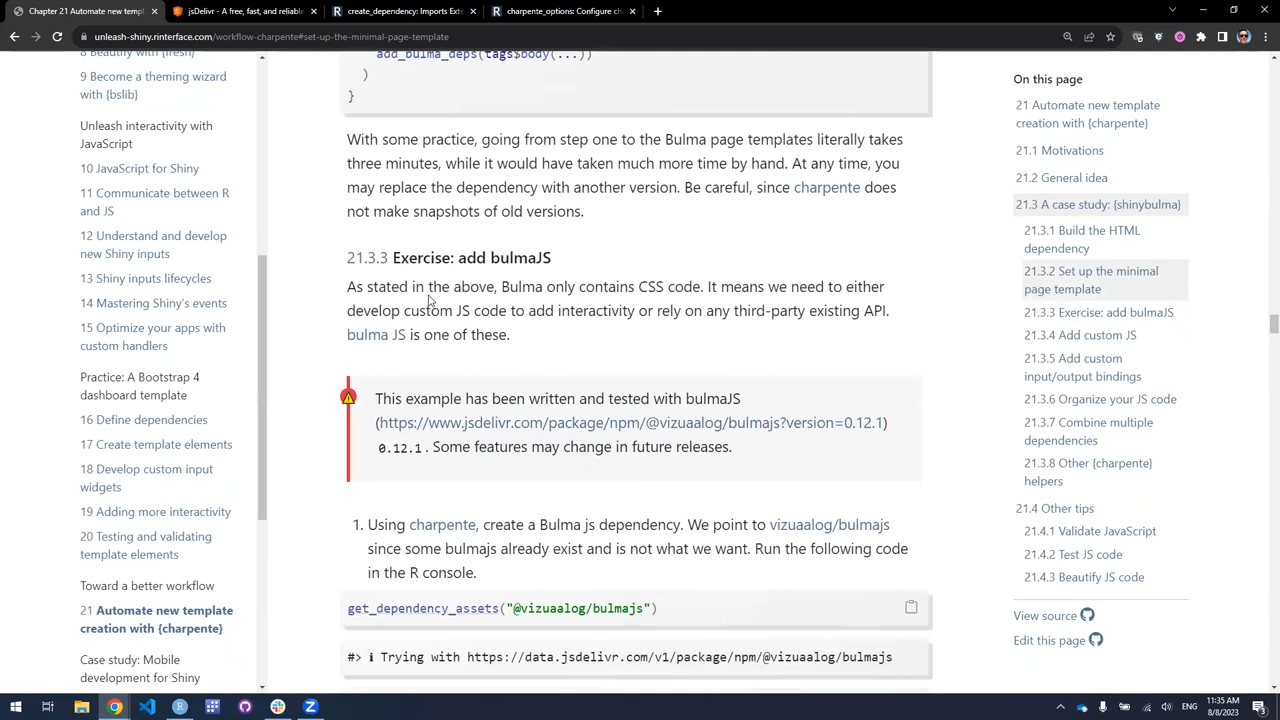 Chapter 21 Automate new templ
jsDelivr - A free, fast, and reliable
create_dependency: Imports Exte
charpente_options: Configure ch
unleash-shiny.rinterface.com/workflow-charpente#set-up-the-minimal-page-template
8 Beautify with {fresh}
9 Become a theming wizard
with {bslib}
Unleash interactivity with
JavaScript
10 JavaScript for Shiny
11 Communicate between R
and JS
12 Understand and develop
new Shiny inputs
13 Shiny inputs lifecycles
14 Mastering Shiny's events
15 Optimize your apps with
custom handlers
Practice: A Bootstrap 4
dashboard template
16 Define dependencies
17 Create template elements
18 Develop custom input
widgets
19 Adding more interactivity
20 Testing and validating
template elements
Toward a better workflow
21 Automate new template
creation with {charpente}
Case study: Mobile
development for Shiny
add_bulma_deps(tags$body(...))
)
}
With some practice, going from step one to the Bulma page templates literally takes
three minutes, while it would have taken much more time by hand. At any time, you
may replace the dependency with another version. Be careful, since charpente does
not make snapshots of old versions.
21.3.3 Exercise: add bulmaJS
As stated in the above, Bulma only contains CSS code. It means we need to either
develop custom JS code to add interactivity or rely on any third-party existing API.
bulma JS is one of these.
This example has been written and tested with bulmaJS
(https://www.jsdelivr.com/package/npm/@vizuaalog/bulmajs?version=0.12.1)
0.12.1. Some features may change in future releases.
1. Using charpente, create a Bulma js dependency. We point to vizuaalog/bulmajs
since some bulmajs already exist and is not what we want. Run the following code
in the R console.
get_dependency_assets("@vizuaalog/bulmajs")
#> ℹ Trying with https://data.jsdelivr.com/v1/package/npm/@vizuaalog/bulmajs
On this page
21 Automate new template
creation with {charpente}
21.1 Motivations
21.2 General idea
21.3 A case study: {shinybulma}
21.3.1 Build the HTML
dependency
21.3.2 Set up the minimal
page template
21.3.3 Exercise: add bulmaJS
21.3.4 Add custom JS
21.3.5 Add custom
input/output bindings
21.3.6 Organize your JS code
21.3.7 Combine multiple
dependencies
21.3.8 Other {charpente}
helpers
21.4 Other tips
21.4.1 Validate JavaScript
21.4.2 Test JS code
21.4.3 Beautify JS code
View source
Edit this page
ENG
11:35 AM
8/8/2023